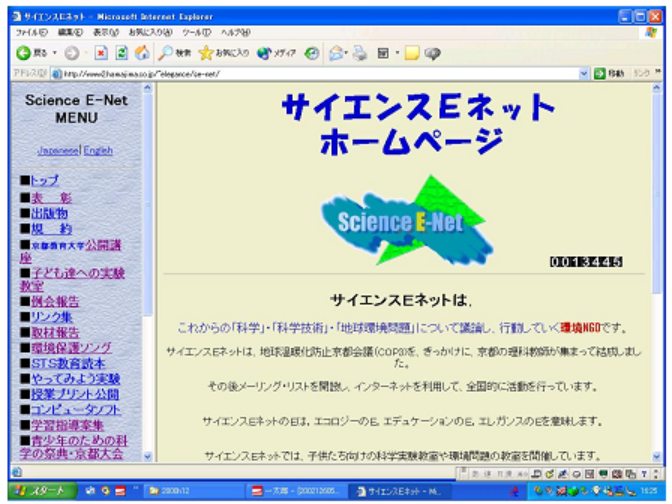 サイエンスEネット - Microsoft Internet Explorer
ファイル(F) 編集(E) 表示(V) お気に入り(A) ツール(T) ヘルプ(H)
戻る 検索 お気に入り メディア
アドレス(D) http://www2.hamajima.co.jp/~elegance/se-net/ 移動 リンク
Science E-Net
MENU
Japanese| English
■トップ
■表　彰
■出版物
■規　約
■京都教育大学公開講
座
■子ども達への実験
教室
■例会報告
■リンク集
■取材報告
■環境保護ソング
■STS教育読本
■やってみよう実験
■授業プリント公開
■コンピュータソフト
■学習指導案集
■青少年のための科
学の祭典・京都大会
サイエンスEネット
ホームページ
Science E-Net
0013445
サイエンスEネットは、
これからの「科学」・「科学技術」・「地球環境問題」について議論し、行動していく環境NGOです。
サイエンスEネットは、地球温暖化防止京都会議(COP3)を、きっかけに、京都の理科教師が集まって結成しまし
た。
その後メーリング・リストを開設し、インターネットを利用して、全国的に活動を行っています。
サイエンスEネットのEは、エコロジーのE、エデュケーションのE、エレガンスのEを意味します。
サイエンスEネットでは、子供たち向けの科学実験教室や環境問題の教室を開催しています。
スタート 2800h12 サイエンスEネット - Mi... 16:25